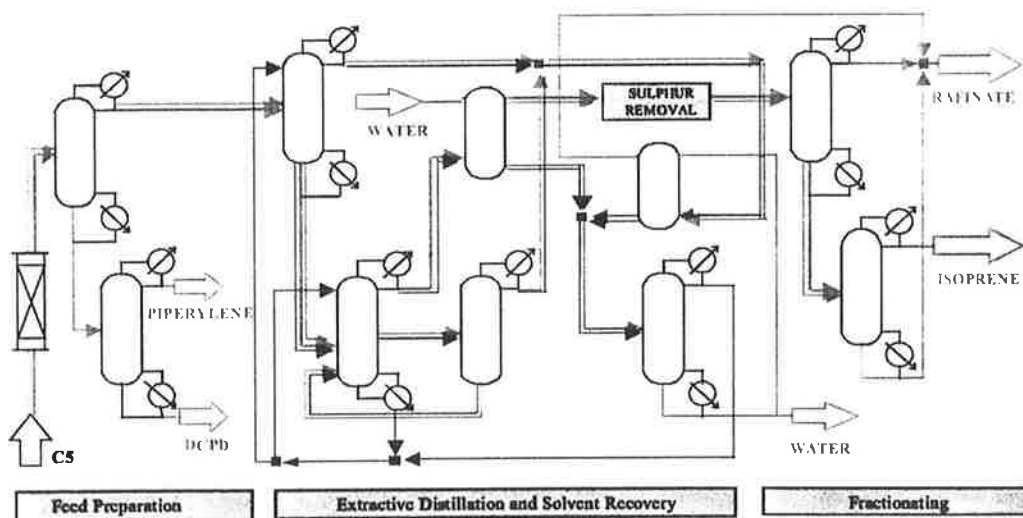 WATER
SULPHUR
REMOVAL
RAFINATE
ISOPRENE
PIPERYLENE
DCPD
C5
WATER
Feed Preparation
Extractive Distillation and Solvent Recovery
Fractionating